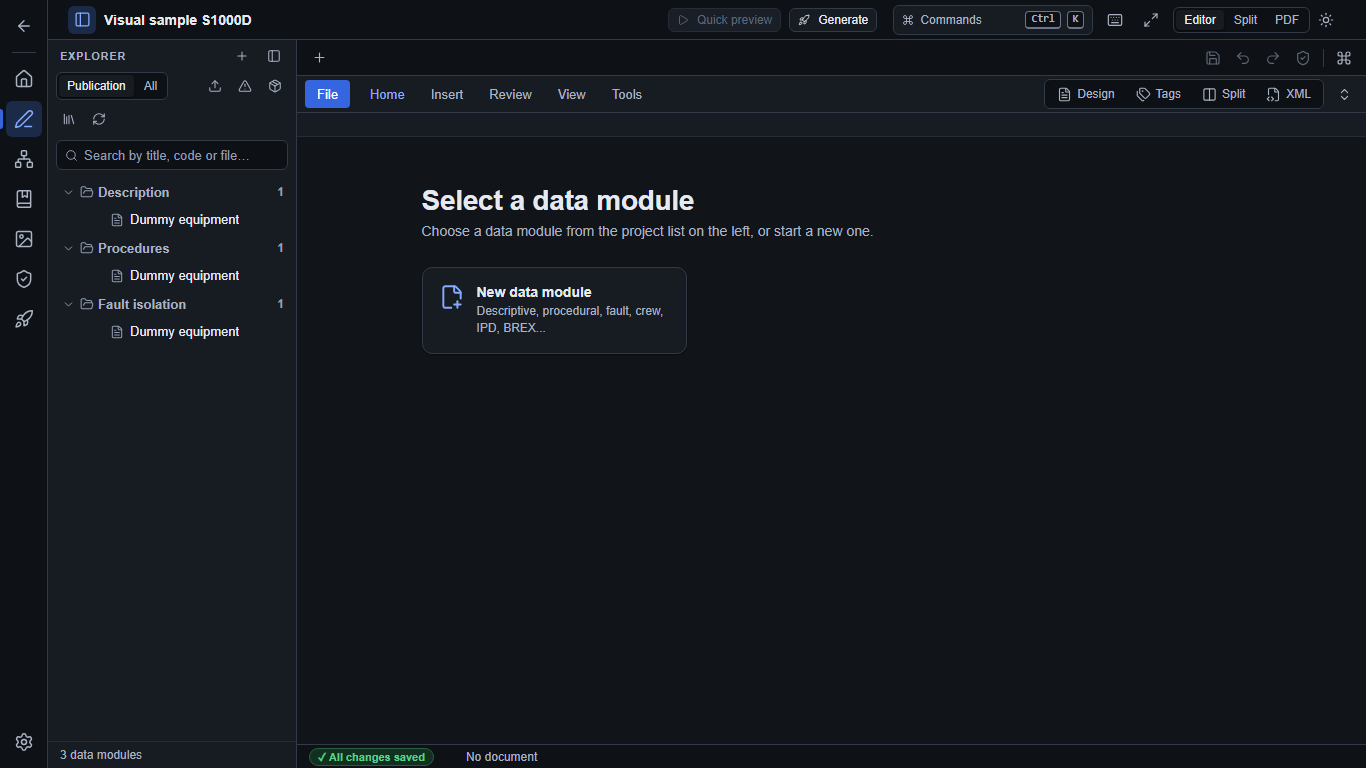 Visual sample S1000D
Quick preview
Generate
Commands
Ctrl K
Editor
Split
PDF
EXPLORER
Publication
All
Search by title, code or file…
Description 1
Dummy equipment
Procedures 1
Dummy equipment
Fault isolation 1
Dummy equipment
3 data modules
File
Home
Insert
Review
View
Tools
Design
Tags
Split
XML
Select a data module
Choose a data module from the project list on the left, or start a new one.
New data module
Descriptive, procedural, fault, crew,
IPD, BREX...
✓ All changes saved
No document